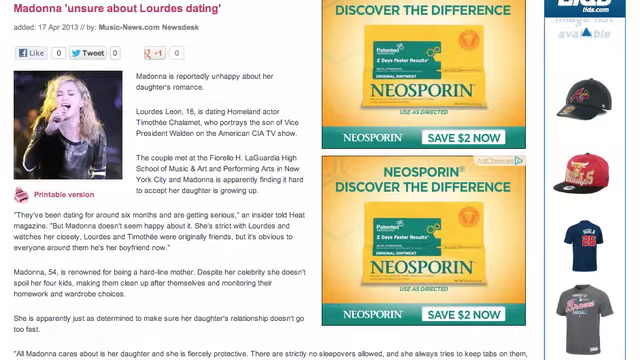 Madonna 'unsure about Lourdes dating'
added: 17 Apr 2013 // by: Music-News.com Newsdesk
Like 0 Tweet 0 +1 0
Madonna is reportedly unhappy about her
daughter's romance.
Lourdes Leon, 16, is dating Homeland actor
Timothée Chalamet, who portrays the son of Vice
President Walden on the American CIA TV show.
The couple met at the Fiorello H. LaGuardia High
School of Music & Art and Performing Arts in New
York City and Madonna is apparently finding it hard
to accept her daughter is growing up.
Printable version
"They've been dating for around six months and are getting serious," an insider told Heat
magazine. "But Madonna doesn't seem happy about it. She's strict with Lourdes and
watches her closely, Lourdes and Timothée were originally friends, but it's obvious to
everyone around them he's her boyfriend now."
Madonna, 54, is renowned for being a hard-line mother. Despite her celebrity she doesn't
spoil her four kids, making them clean up after themselves and monitoring their
homework and wardrobe choices.
She is apparently just as determined to make sure her daughter's relationship doesn't go
too fast.
"All Madonna cares about is her daughter and she is fiercely protective. There are strictly no sleepovers allowed, and she always tries to keep tabs on them,
DISCOVER THE DIFFERENCE
Patented
2 Days Faster Results*
ORIGINAL OINTMENT
NEOSPORIN
USE AS DIRECTED
NEOSPORIN SAVE $2 NOW
AdChoices
NEOSPORIN®
DISCOVER THE DIFFERENCE
Patented
2 Days Faster Results*
ORIGINAL OINTMENT
NEOSPORIN
USE AS DIRECTED
NEOSPORIN SAVE $2 NOW
lids.com
image not
available
BULLS
28
Braves